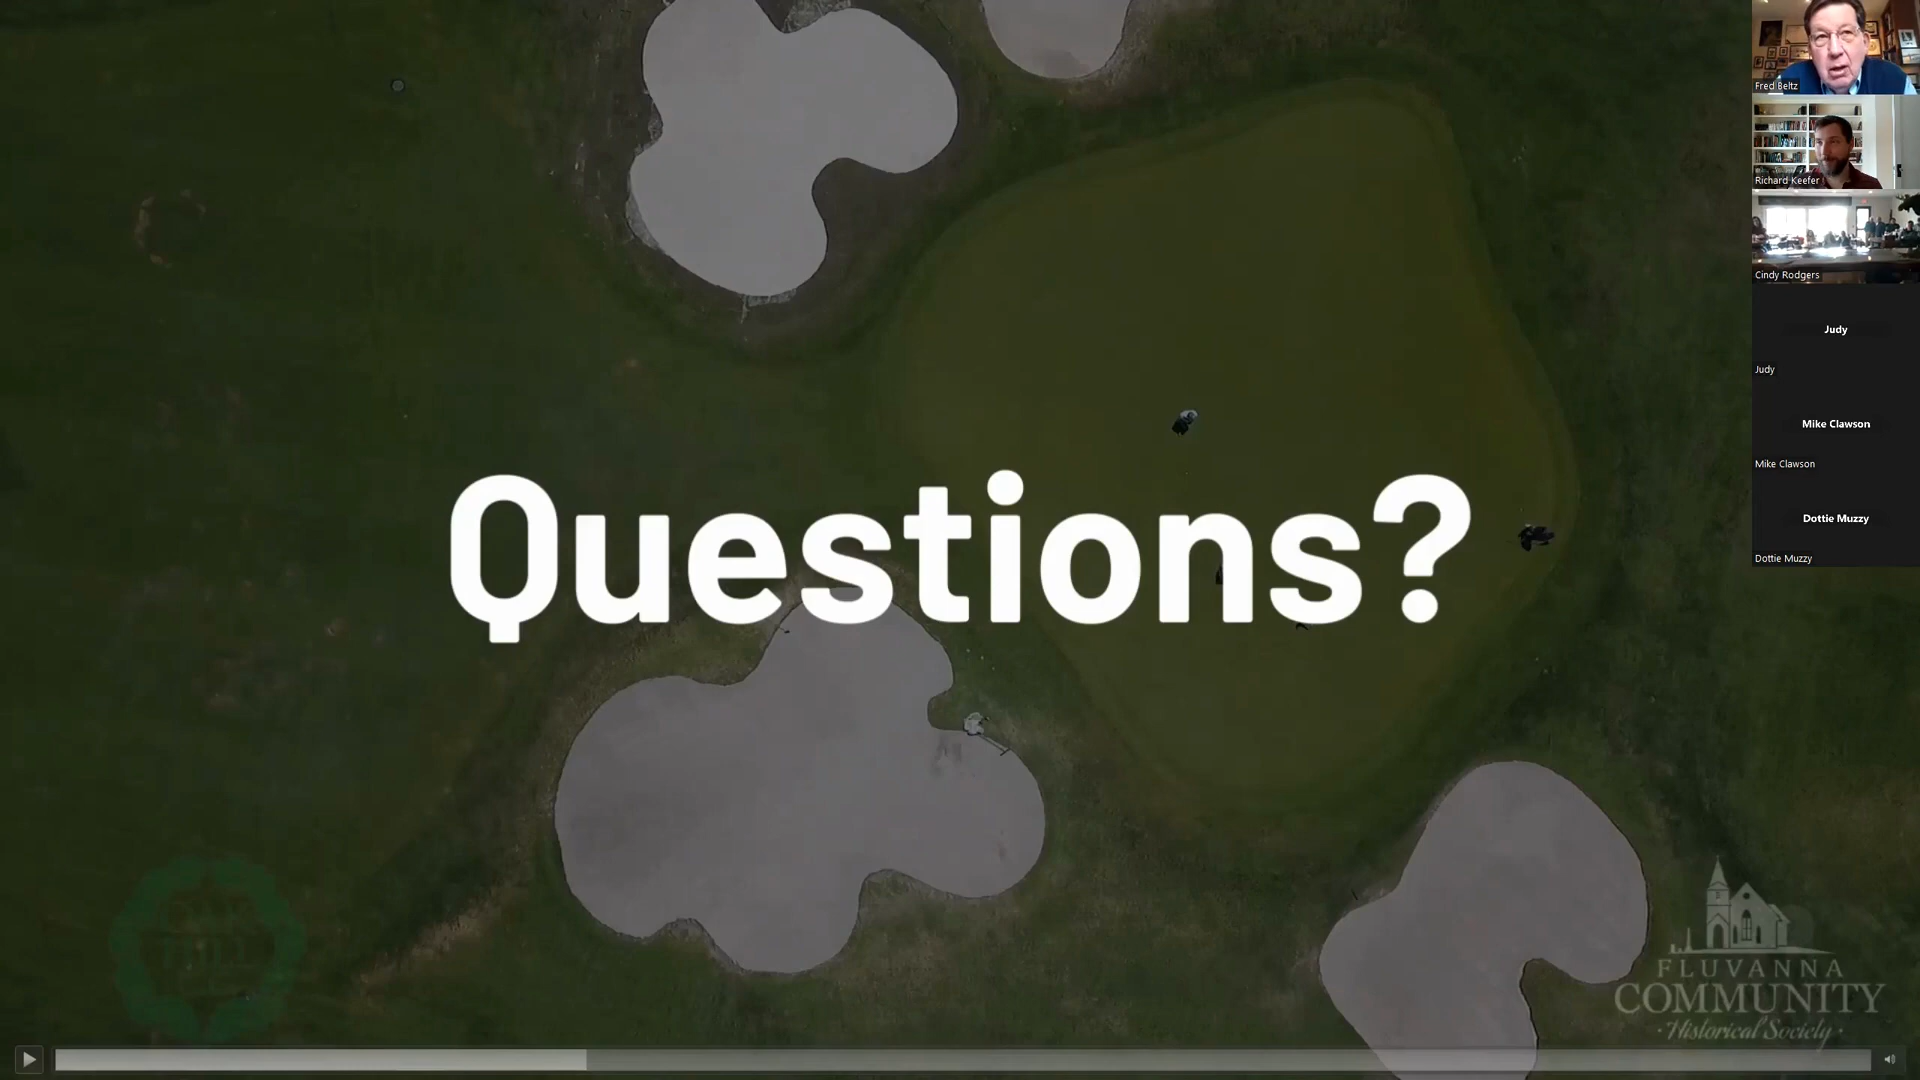 Questions?
Fred Beltz
Richard Keefer
Cindy Rodgers
Judy
Judy
Mike Clawson
Mike Clawson
Dottie Muzzy
Dottie Muzzy
FLUVANNA
COMMUNITY
Historical Society